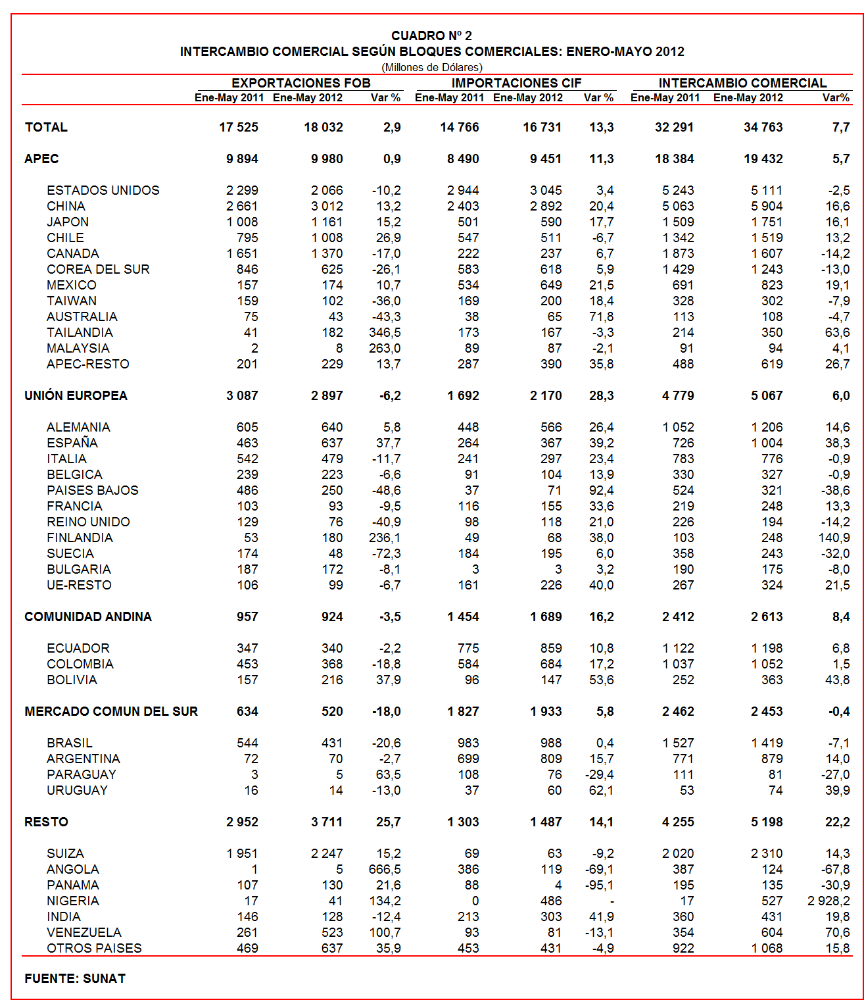 CUADRO Nº 2
INTERCAMBIO COMERCIAL SEGÚN BLOQUES COMERCIALES: ENERO-MAYO 2012
(Millones de Dólares)
EXPORTACIONES FOB IMPORTACIONES CIF INTERCAMBIO COMERCIAL
Ene-May 2011 Ene-May 2012 Var % Ene-May 2011 Ene-May 2012 Var % Ene-May 2011 Ene-May 2012 Var%
TOTAL 17 525 18 032 2,9 14 766 16 731 13,3 32 291 34 763 7,7
APEC 9 894 9 980 0,9 8 490 9 451 11,3 18 384 19 432 5,7
ESTADOS UNIDOS 2 299 2 066 -10,2 2 944 3 045 3,4 5 243 5 111 -2,5
CHINA 2 661 3 012 13,2 2 403 2 892 20,4 5 063 5 904 16,6
JAPON 1 008 1 161 15,2 501 590 17,7 1 509 1 751 16,1
CHILE 795 1 008 26,9 547 511 -6,7 1 342 1 519 13,2
CANADA 1 651 1 370 -17,0 222 237 6,7 1 873 1 607 -14,2
COREA DEL SUR 846 625 -26,1 583 618 5,9 1 429 1 243 -13,0
MEXICO 157 174 10,7 534 649 21,5 691 823 19,1
TAIWAN 159 102 -36,0 169 200 18,4 328 302 -7,9
AUSTRALIA 75 43 -43,3 38 65 71,8 113 108 -4,7
TAILANDIA 41 182 346,5 173 167 -3,3 214 350 63,6
MALAYSIA 2 8 263,0 89 87 -2,1 91 94 4,1
APEC-RESTO 201 229 13,7 287 390 35,8 488 619 26,7
UNIÓN EUROPEA 3 087 2 897 -6,2 1 692 2 170 28,3 4 779 5 067 6,0
ALEMANIA 605 640 5,8 448 566 26,4 1 052 1 206 14,6
ESPAÑA 463 637 37,7 264 367 39,2 726 1 004 38,3
ITALIA 542 479 -11,7 241 297 23,4 783 776 -0,9
BELGICA 239 223 -6,6 91 104 13,9 330 327 -0,9
PAISES BAJOS 486 250 -48,6 37 71 92,4 524 321 -38,6
FRANCIA 103 93 -9,5 116 155 33,6 219 248 13,3
REINO UNIDO 129 76 -40,9 98 118 21,0 226 194 -14,2
FINLANDIA 53 180 236,1 49 68 38,0 103 248 140,9
SUECIA 174 48 -72,3 184 195 6,0 358 243 -32,0
BULGARIA 187 172 -8,1 3 3 3,2 190 175 -8,0
UE-RESTO 106 99 -6,7 161 226 40,0 267 324 21,5
COMUNIDAD ANDINA 957 924 -3,5 1 454 1 689 16,2 2 412 2 613 8,4
ECUADOR 347 340 -2,2 775 859 10,8 1 122 1 198 6,8
COLOMBIA 453 368 -18,8 584 684 17,2 1 037 1 052 1,5
BOLIVIA 157 216 37,9 96 147 53,6 252 363 43,8
MERCADO COMUN DEL SUR 634 520 -18,0 1 827 1 933 5,8 2 462 2 453 -0,4
BRASIL 544 431 -20,6 983 988 0,4 1 527 1 419 -7,1
ARGENTINA 72 70 -2,7 699 809 15,7 771 879 14,0
PARAGUAY 3 5 63,5 108 76 -29,4 111 81 -27,0
URUGUAY 16 14 -13,0 37 60 62,1 53 74 39,9
RESTO 2 952 3 711 25,7 1 303 1 487 14,1 4 255 5 198 22,2
SUIZA 1 951 2 247 15,2 69 63 -9,2 2 020 2 310 14,3
ANGOLA 1 5 666,5 386 119 -69,1 387 124 -67,8
PANAMA 107 130 21,6 88 4 -95,1 195 135 -30,9
NIGERIA 17 41 134,2 0 486 - 17 527 2 928,2
INDIA 146 128 -12,4 213 303 41,9 360 431 19,8
VENEZUELA 261 523 100,7 93 81 -13,1 354 604 70,6
OTROS PAISES 469 637 35,9 453 431 -4,9 922 1 068 15,8
FUENTE: SUNAT